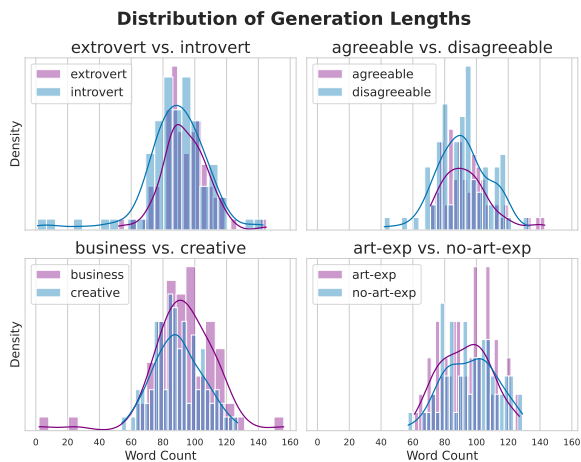 Distribution of Generation Lengths
extrovert vs. introvert
agreeable vs. disagreeable
extrovert
introvert
agreeable
disagreeable
Density
business vs. creative
art-exp vs. no-art-exp
business
creative
art-exp
no-art-exp
Density
0 20 40 60 80 100 120 140 160
0 20 40 60 80 100 120 140 160
Word Count
Word Count